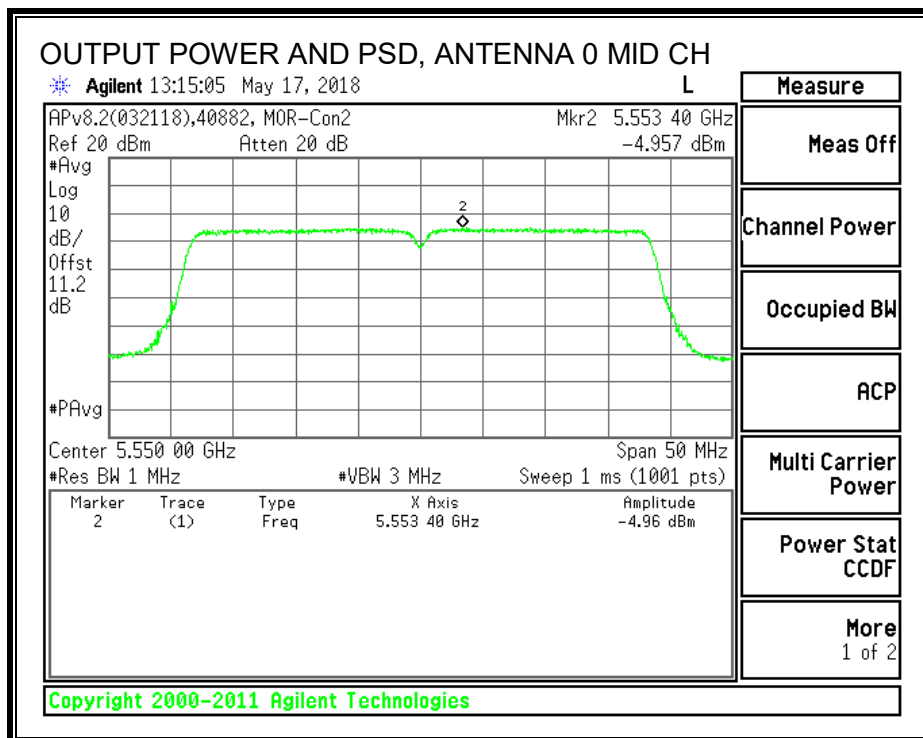 OUTPUT POWER AND PSD, ANTENNA 0 MID CH
Agilent 13:15:05 May 17, 2018 L
Measure
APv8.2(032118),40882, MOR-Con2 Mkr2 5.553 40 GHz
Ref 20 dBm Atten 20 dB -4.957 dBm
Meas Off
#Avg
Log
10
dB/
Offst
11.2
dB
2
Channel Power
Occupied BW
ACP
#PAvg
Center 5.550 00 GHz Span 50 MHz
#Res BW 1 MHz #VBW 3 MHz Sweep 1 ms (1001 pts)
Multi Carrier
Power
Marker Trace Type X Axis Amplitude
2 (1) Freq 5.553 40 GHz -4.96 dBm
Power Stat
CCDF
More
1 of 2
Copyright 2000-2011 Agilent Technologies